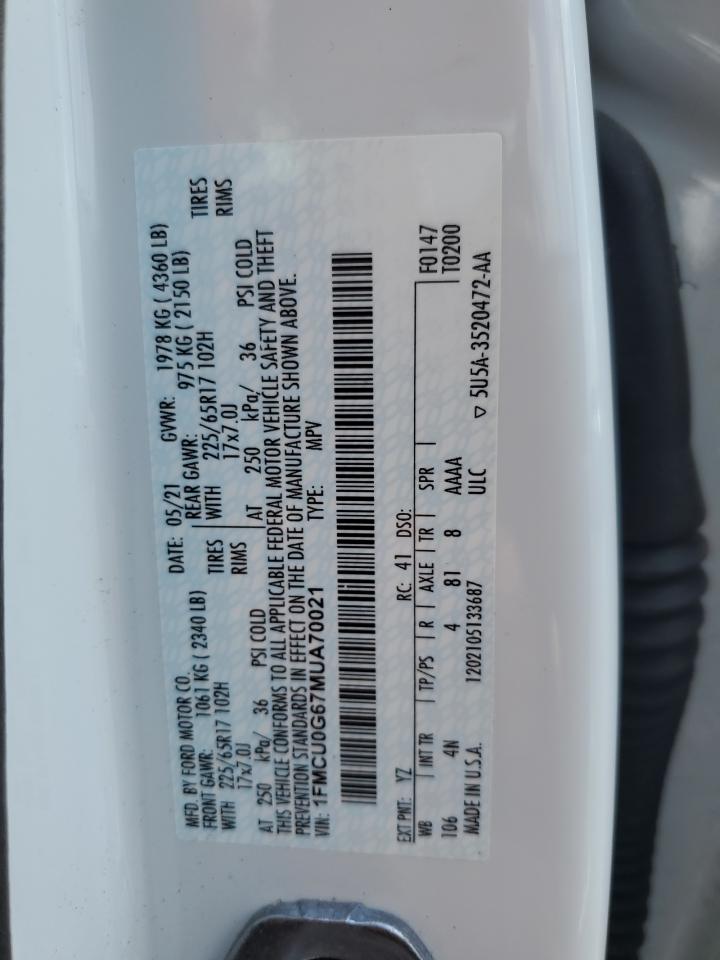 MFD. BY FORD MOTOR CO. DATE: 05/21 GVWR: 1978 KG ( 4360 LB)
FRONT GAWR: 1061 KG ( 2340 LB) REAR GAWR: 975 KG ( 2150 LB)
WITH 225/65R17 102H TIRES WITH 225/65R17 102H TIRES
17x7.0J RIMS 17x7.0J RIMS
AT 250 kPa/ 36 PSI COLD AT 250 kPa/ 36 PSI COLD
THIS VEHICLE CONFORMS TO ALL APPLICABLE FEDERAL MOTOR VEHICLE SAFETY AND THEFT
PREVENTION STANDARDS IN EFFECT ON THE DATE OF MANUFACTURE SHOWN ABOVE.
VIN: 1FMCU0G67MUA70021 TYPE: MPV
EXT PNT: YZ RC: 41 DSO: F0147
WB INT TR TP/PS R AXLE TR SPR T0200
106 4N 4 81 8 AAAA
MADE IN U.S.A. 1202105133687 ULC ▽ 5U5A-3520472-AA